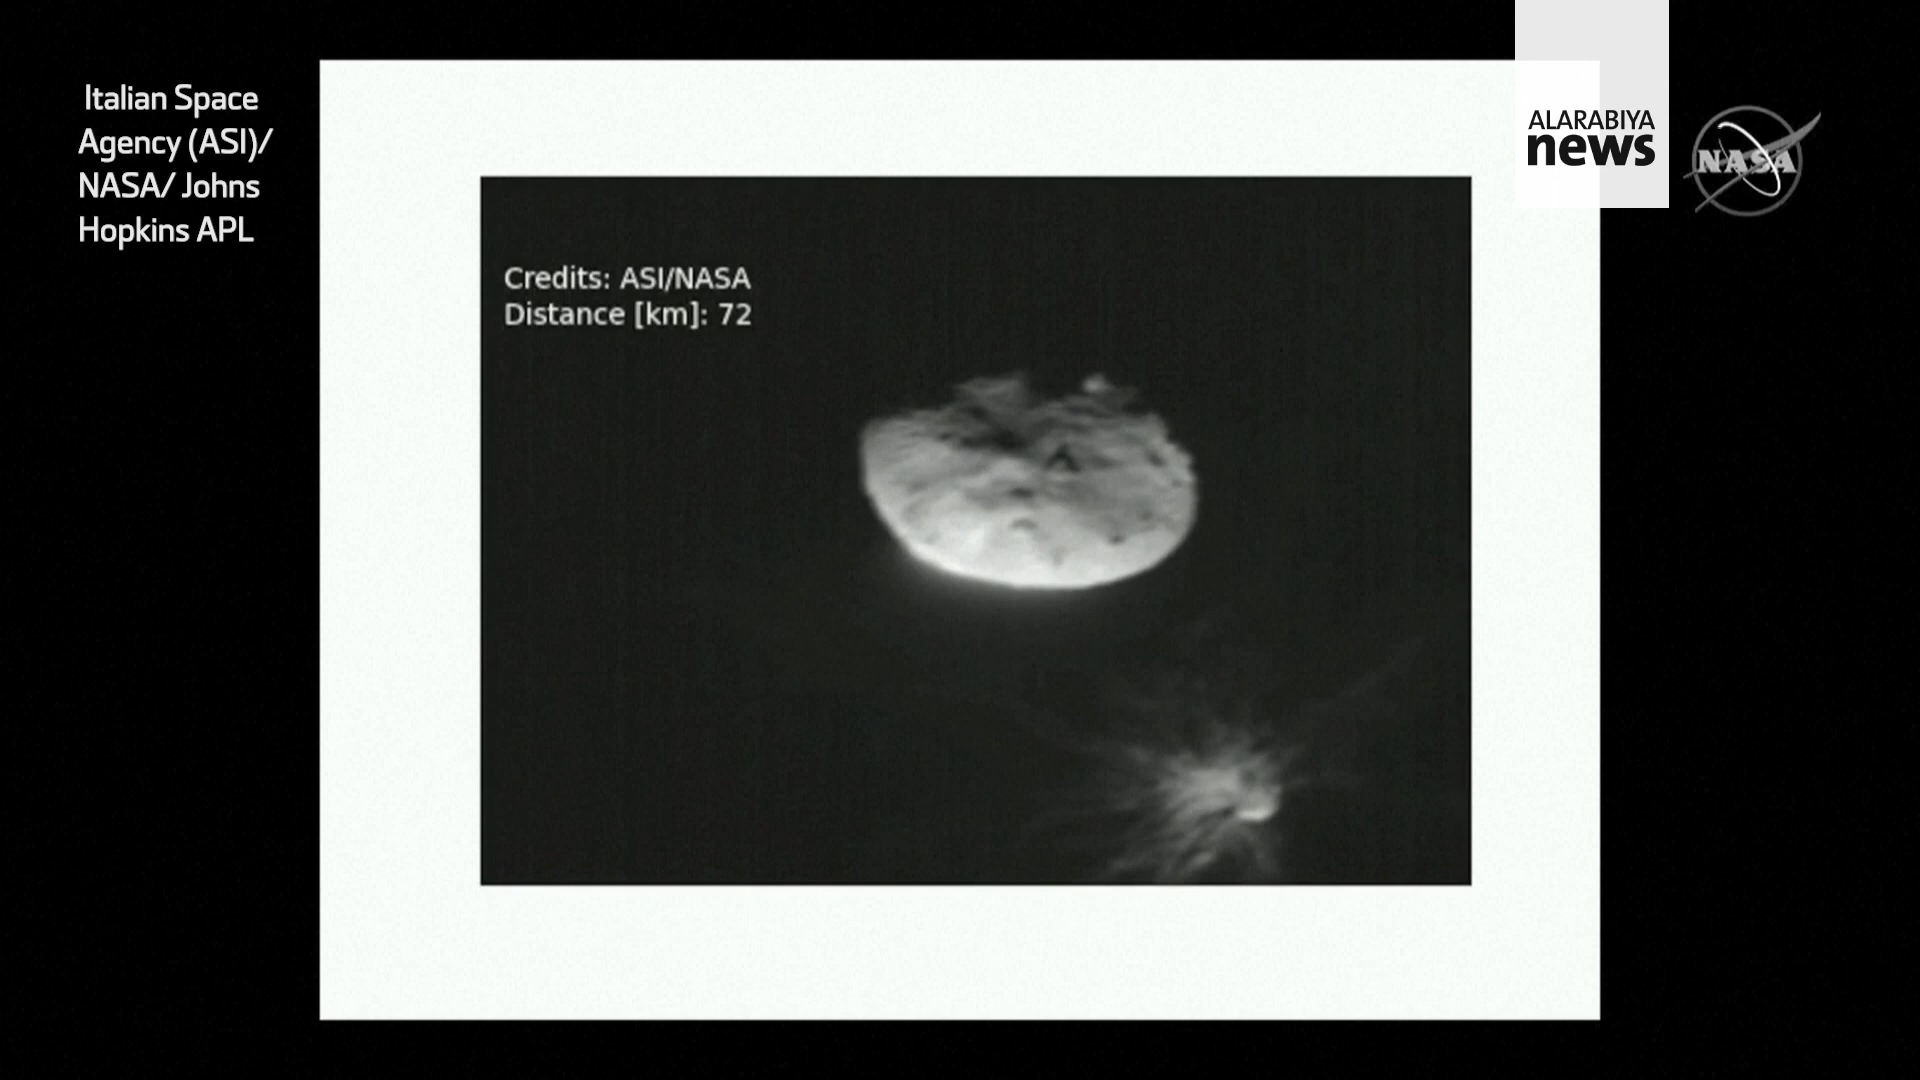 Italian Space
Agency (ASI)/
NASA/ Johns
Hopkins APL
ALARABIYA
news
NASA
Credits: ASI/NASA
Distance [km]: 72